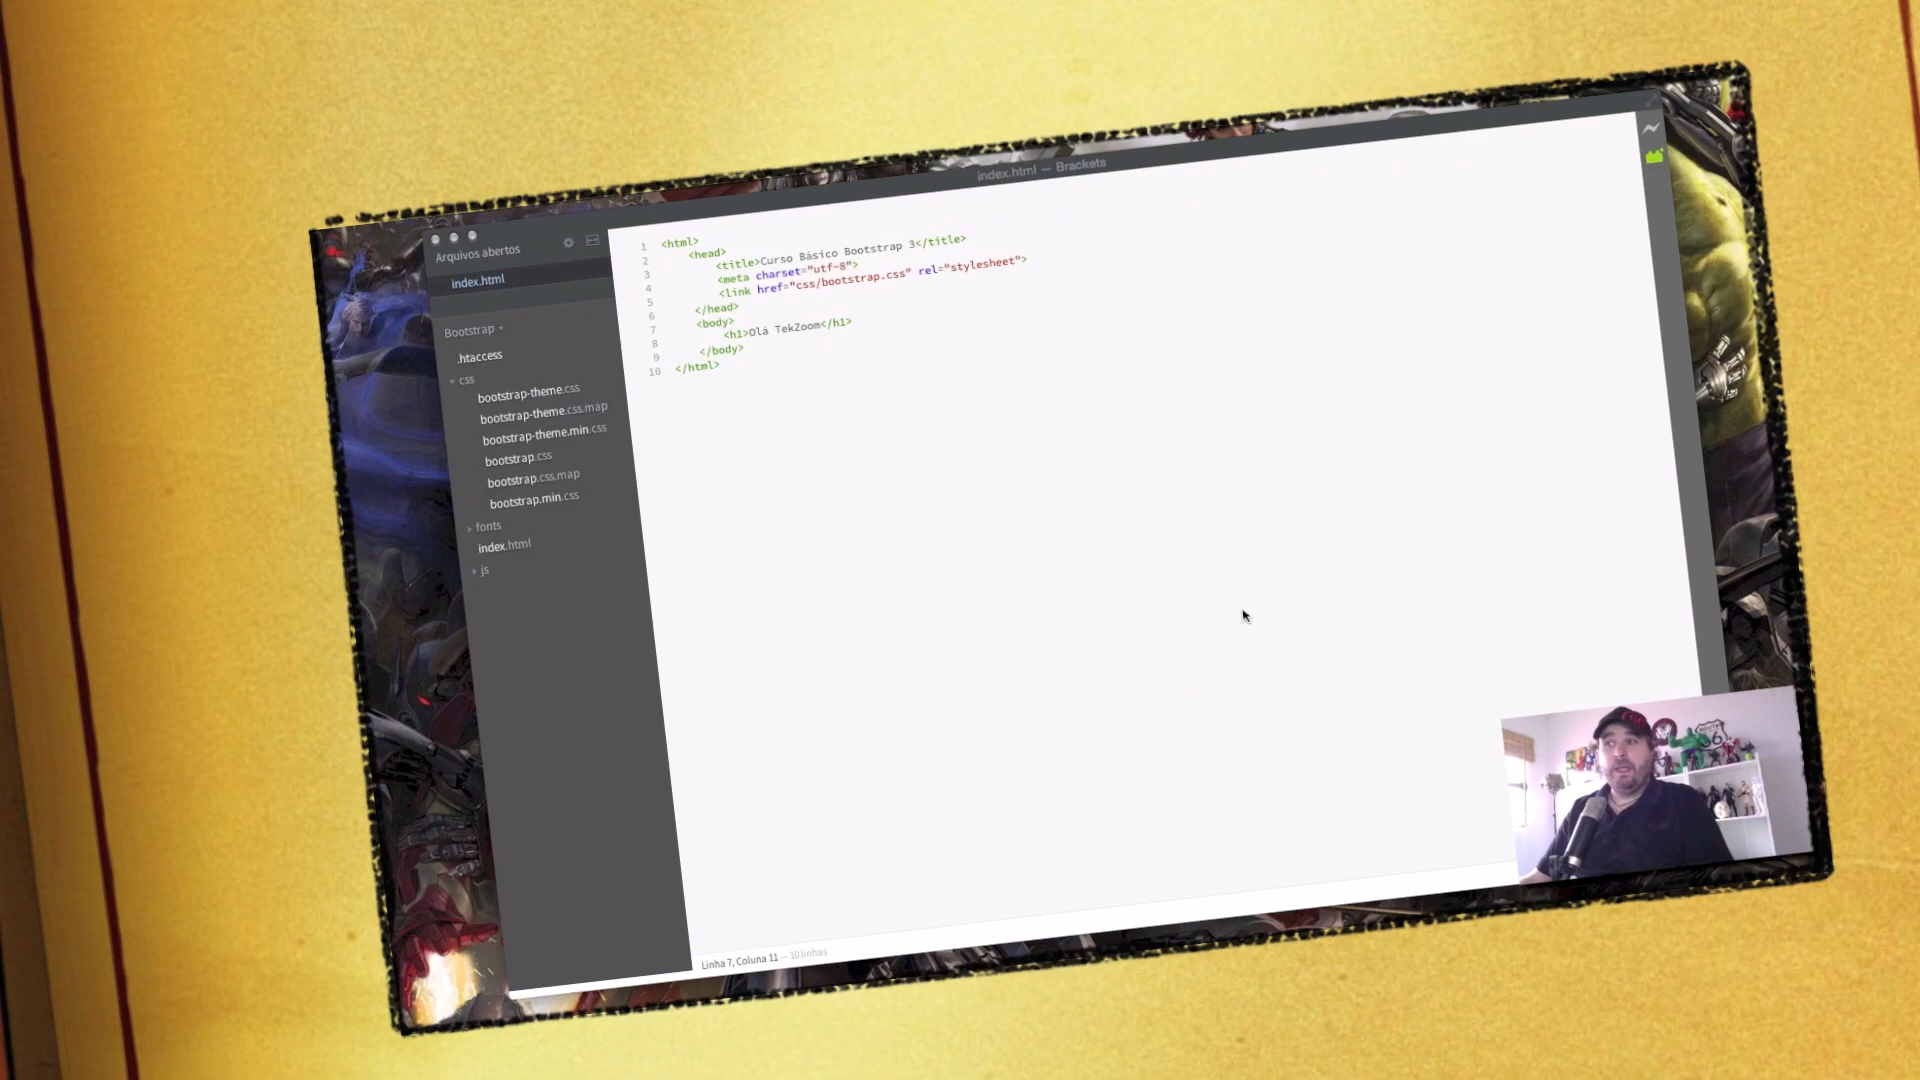 index.html — Brackets
Arquivos abertos
index.html
Bootstrap
.htaccess
css
bootstrap-theme.css
bootstrap-theme.css.map
bootstrap-theme.min.css
bootstrap.css
bootstrap.css.map
bootstrap.min.css
fonts
index.html
js
1 <html>
2 <head>
3 <title>Curso Básico Bootstrap 3</title>
4 <meta charset="utf-8">
5 <link href="css/bootstrap.css" rel="stylesheet">
6 </head>
7 <body>
8 <h1>Olá TekZoom</h1>
9 </body>
10 </html>
Linha 7, Coluna 11 — 10 linhas